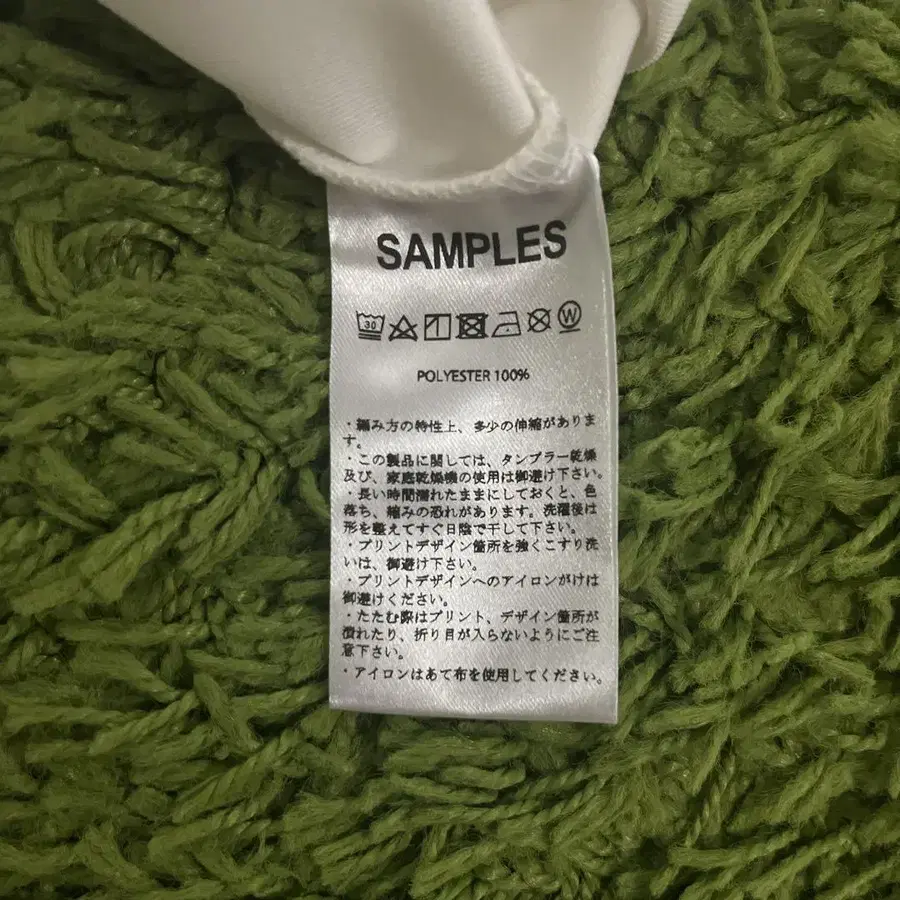 SAMPLES
30 W
POLYESTER 100%
・編み方の特性上、多少の伸縮がありま
す。
・この製品に関しては、タンブラー乾燥
及び、家庭乾燥機の使用は御避け下さい。
・長い時間濡れたままにしておくと、色
落ち、縮みの恐れがあります。洗濯後は
形を整えてすぐ日陰で干して下さい。
・プリントデザイン箇所を強くこすり洗
いは、御避け下さい。
・プリントデザインへのアイロンがけは
御避けください。
・たたむ際はプリント、デザイン箇所が
潰れたり、折り目が入らないようにご注
意下さい。
・アイロンはあて布を使用してください。